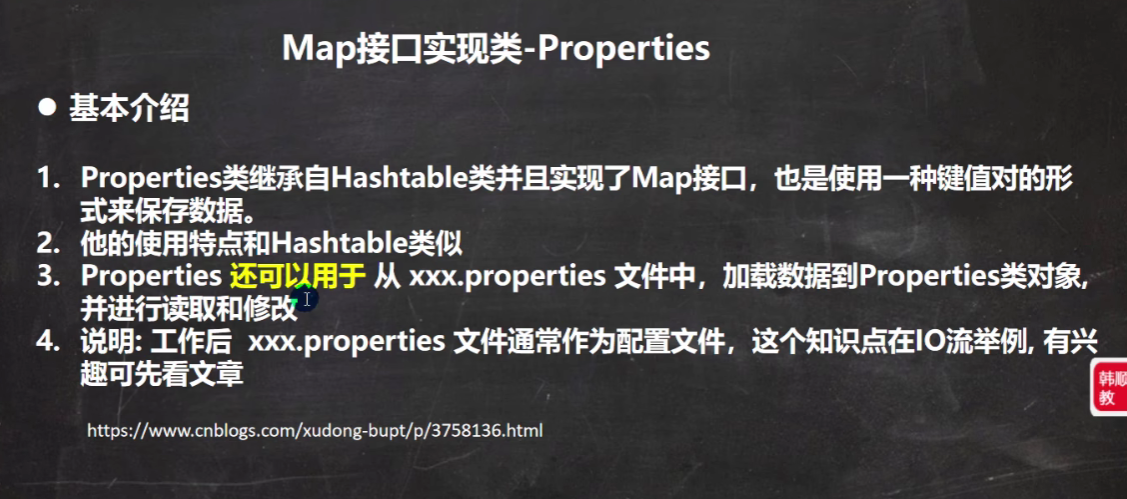 Map接口实现类-Properties
● 基本介绍
1. Properties类继承自Hashtable类并且实现了Map接口，也是使用一种键值对的形
式来保存数据。
2. 他的使用特点和Hashtable类似
3. Properties 还可以用于 从 xxx.properties 文件中，加载数据到Properties类对象,
并进行读取和修改
4. 说明: 工作后 xxx.properties 文件通常作为配置文件，这个知识点在IO流举例, 有兴
趣可先看文章
https://www.cnblogs.com/xudong-bupt/p/3758136.html
韩顺
教